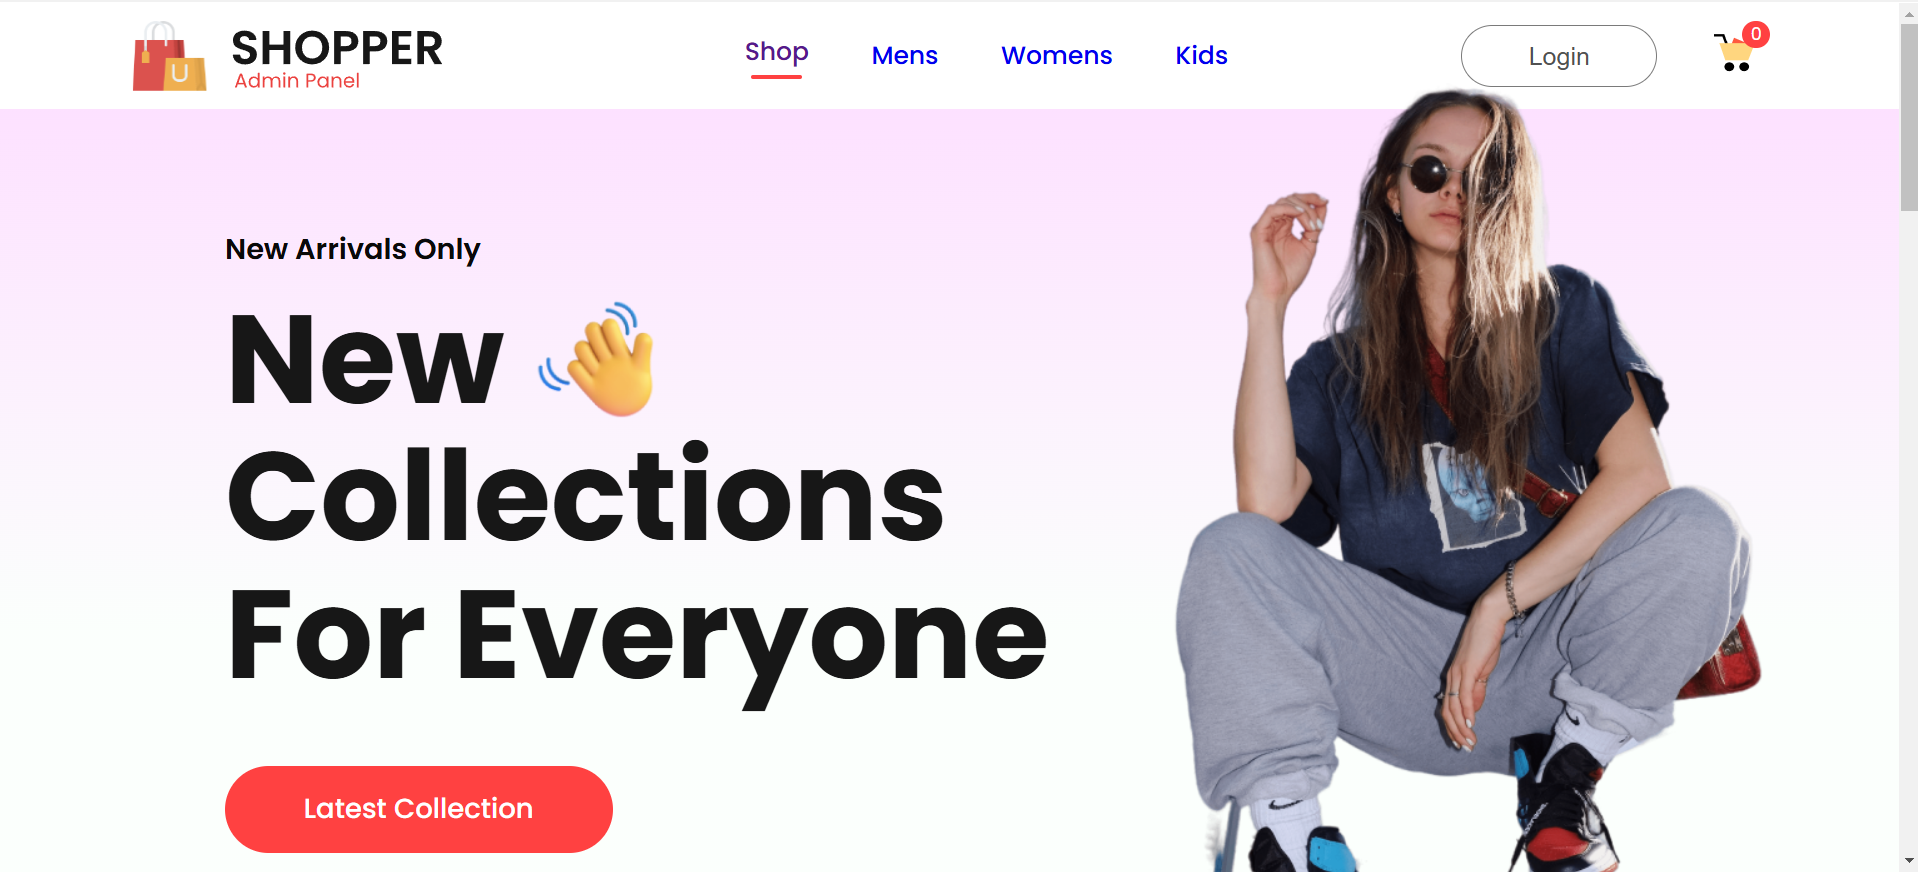 SHOPPER
Admin Panel
Shop
Mens
Womens
Kids
Login
0
New Arrivals Only
New
Collections
For Everyone
Latest Collection